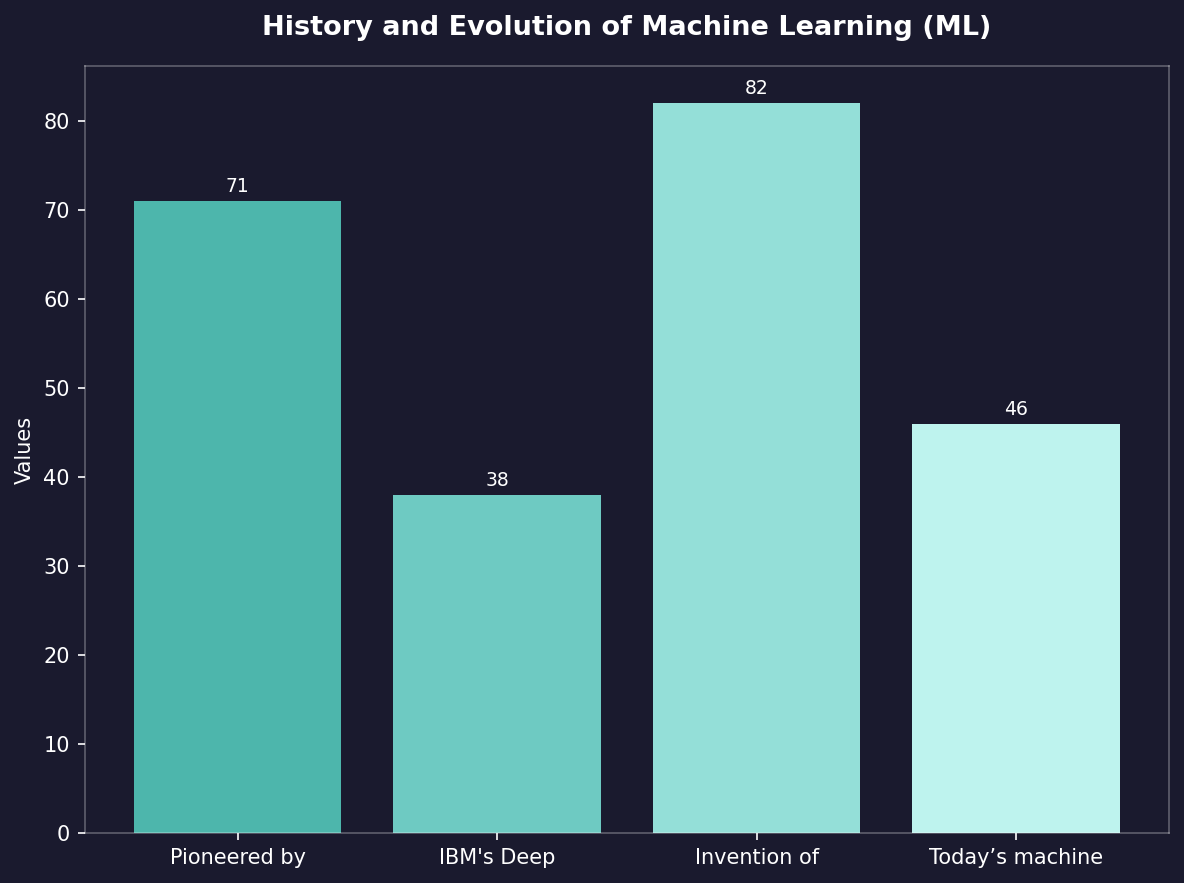 History and Evolution of Machine Learning (ML)
Values
80
70
60
50
40
30
20
10
0
71
38
82
46
Pioneered by
IBM's Deep
Invention of
Today’s machine